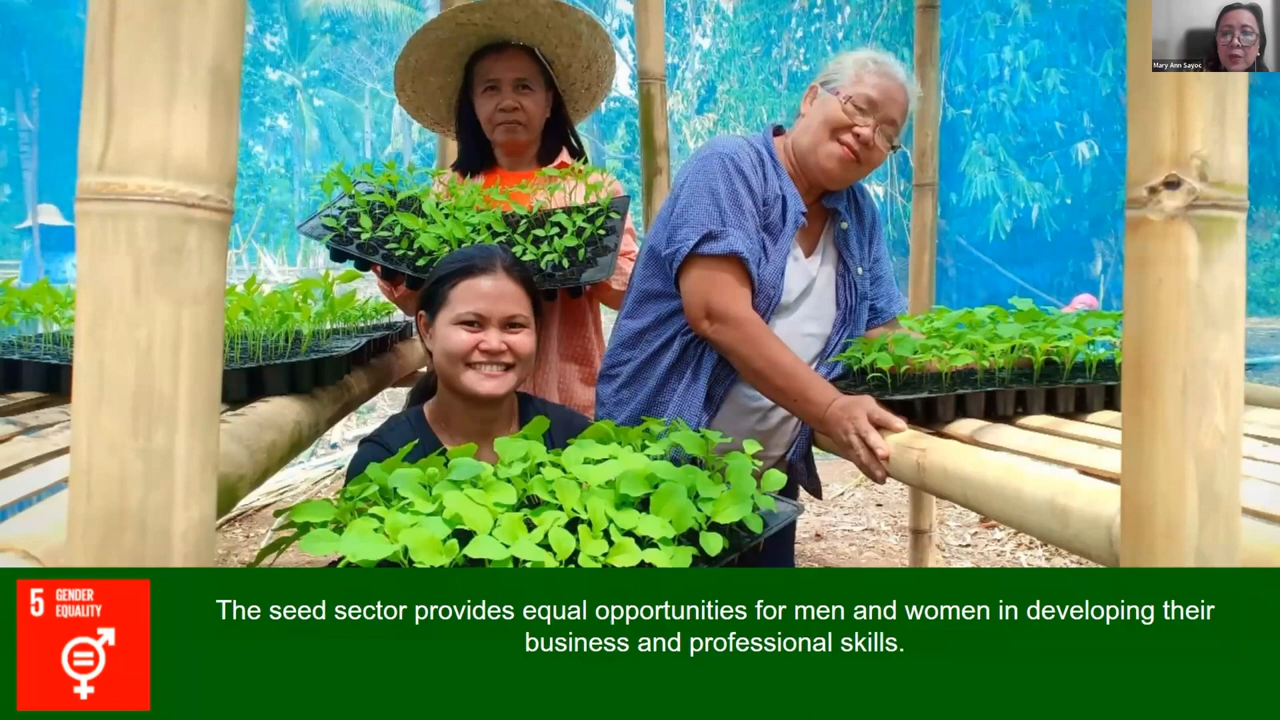 Mary Ann Sayoc
5 GENDER
EQUALITY
The seed sector provides equal opportunities for men and women in developing their
business and professional skills.